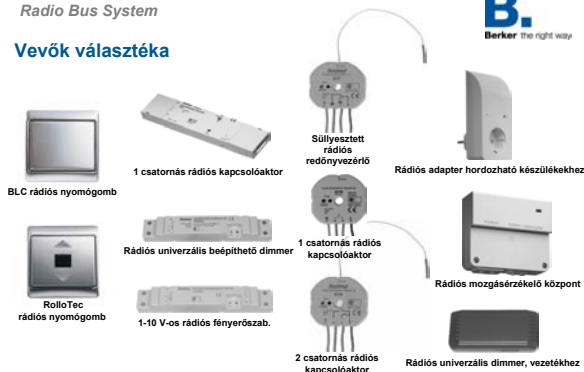 Radio Bus System
B.
Berker the right way
Vevők választéka
BLC rádiós nyomógomb
1 csatornás rádiós kapcsolóaktor
Süllyesztett
rádiós
redőnyvezérlő
Rádiós adapter hordozható készülékekhez
RolloTec
rádiós nyomógomb
Rádiós univerzális beépíthető dimmer
1 csatornás rádiós
kapcsolóaktor
Rádiós mozgásérzékelő központ
1-10 V-os rádiós fényerőszab.
2 csatornás rádiós
kapcsolóaktor
Rádiós univerzális dimmer, vezetékhez